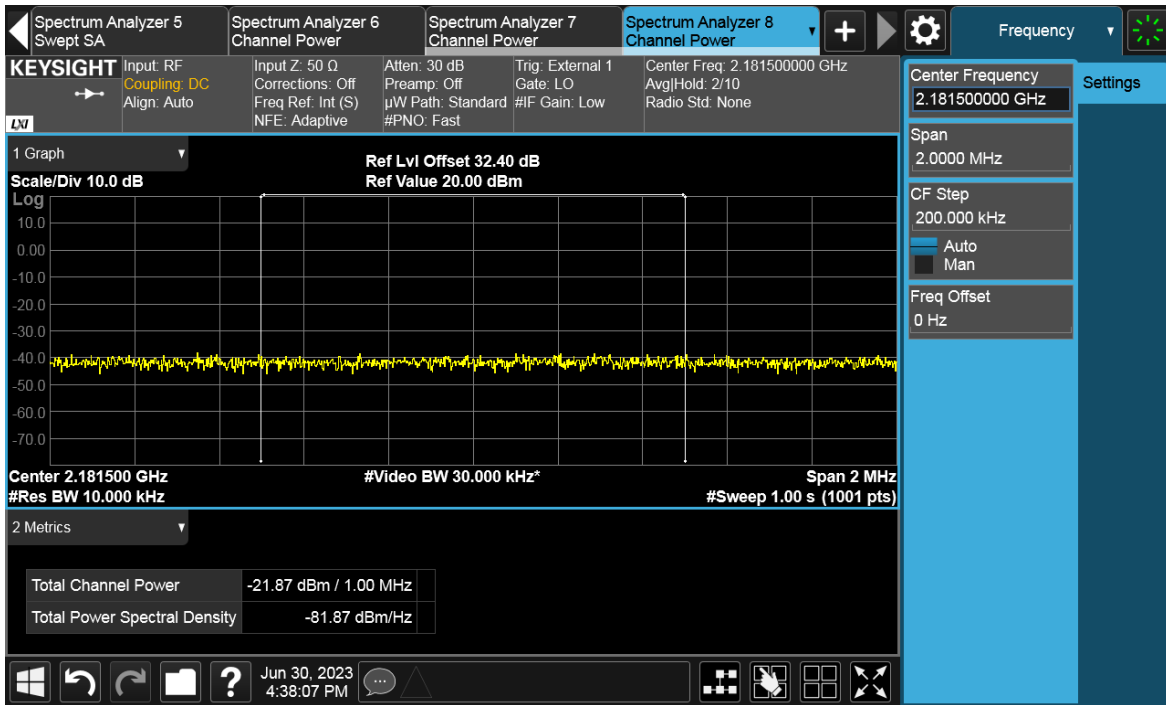 Spectrum Analyzer 5
Swept SA
Spectrum Analyzer 6
Channel Power
Spectrum Analyzer 7
Channel Power
Spectrum Analyzer 8
Channel Power
▼
+
Frequency
▼
KEYSIGHT
LXI
Input: RF
Coupling: DC
Align: Auto
Input Z: 50 Ω
Corrections: Off
Freq Ref: Int (S)
NFE: Adaptive
Atten: 30 dB
Preamp: Off
µW Path: Standard
#PNO: Fast
Trig: External 1
Gate: LO
#IF Gain: Low
Center Freq: 2.181500000 GHz
Avg|Hold: 2/10
Radio Std: None
Center Frequency
2.181500000 GHz
Settings
Span
2.0000 MHz
CF Step
200.000 kHz
Auto
Man
Freq Offset
0 Hz
1 Graph
▼
Scale/Div 10.0 dB
Ref Lvl Offset 32.40 dB
Ref Value 20.00 dBm
Log
10.0
0.00
-10.0
-20.0
-30.0
-40.0
-50.0
-60.0
-70.0
Center 2.181500 GHz
#Video BW 30.000 kHz*
Span 2 MHz
#Res BW 10.000 kHz
#Sweep 1.00 s (1001 pts)
2 Metrics
▼
Total Channel Power -21.87 dBm / 1.00 MHz
Total Power Spectral Density -81.87 dBm/Hz
?
Jun 30, 2023
4:38:07 PM